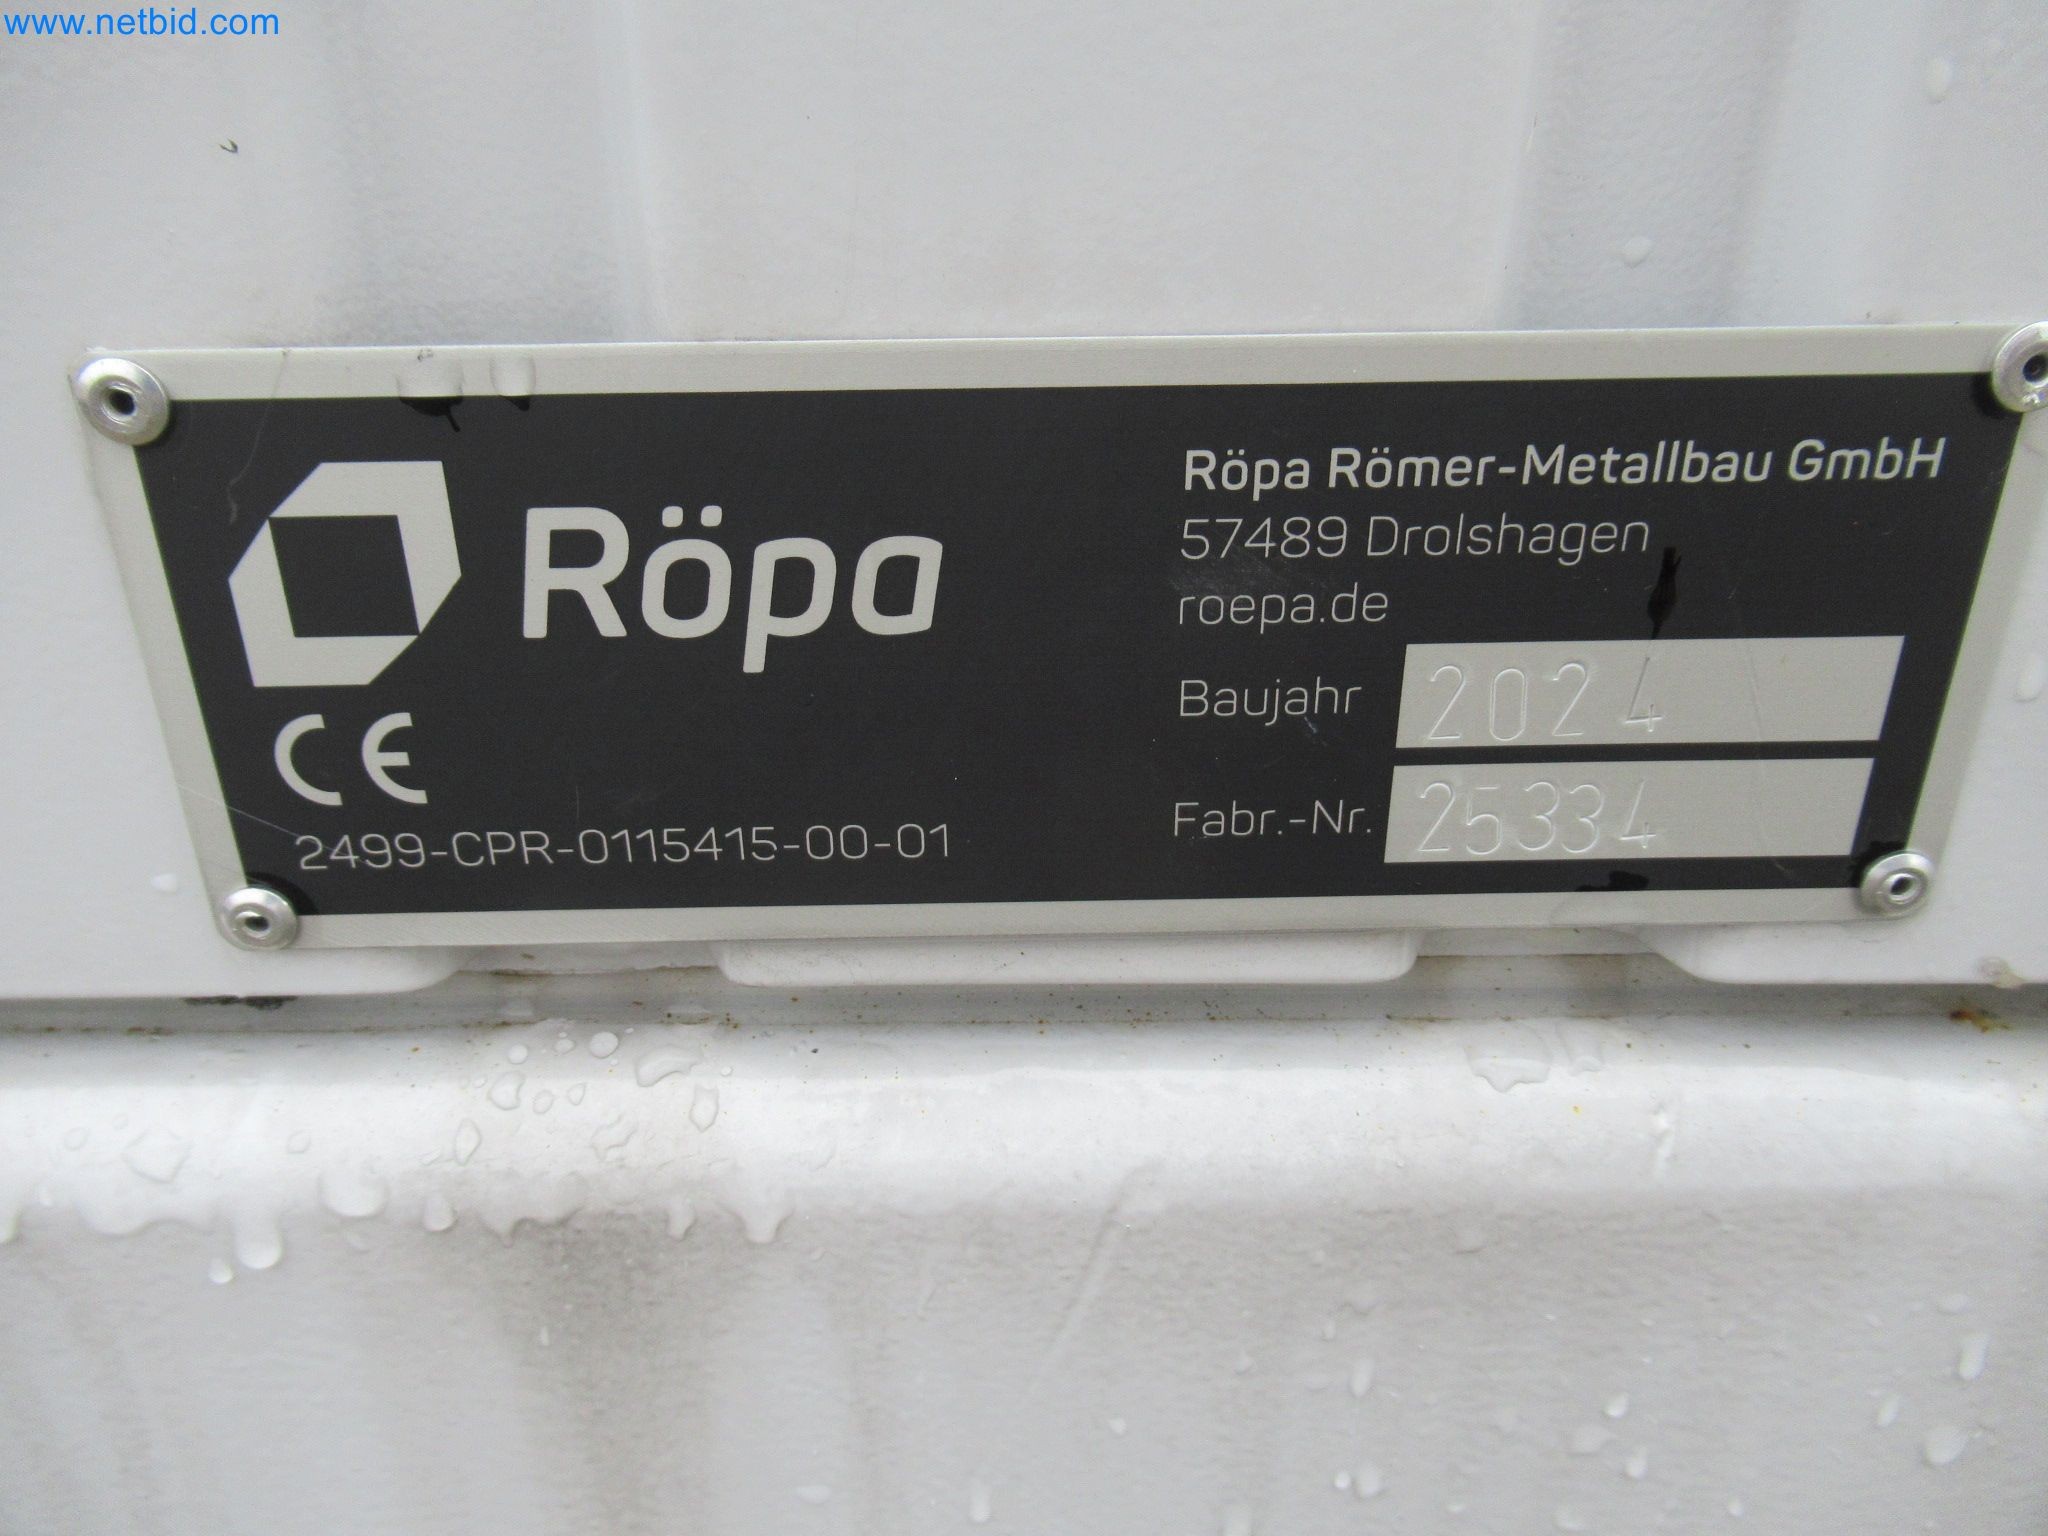 www.netbid.com
Röpa
CE
2499-CPR-0115415-00-01
Röpa Römer-Metallbau GmbH
57489 Drolshagen
roepa.de
Baujahr 2024
Fabr.-Nr. 25334